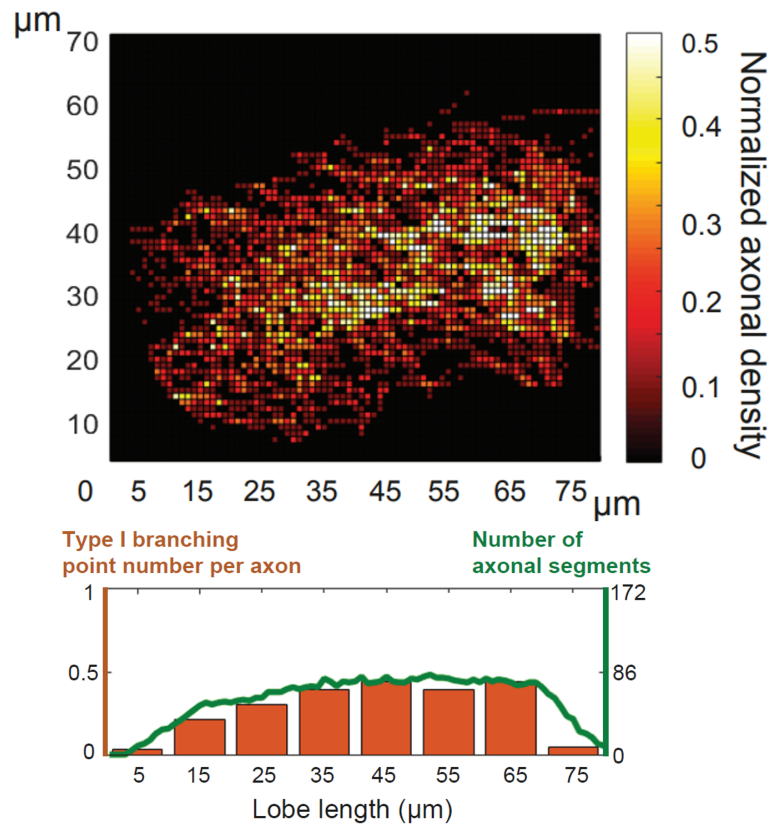 µm
70
60
50
40
30
20
10
0 5 15 25 35 45 55 65 75 µm
0.5
0.4
0.3
0.2
0.1
0
Normalized axonal density
Type I branching
point number per axon
Number of
axonal segments
1
0.5
0
172
86
0
5 15 25 35 45 55 65 75
Lobe length (µm)